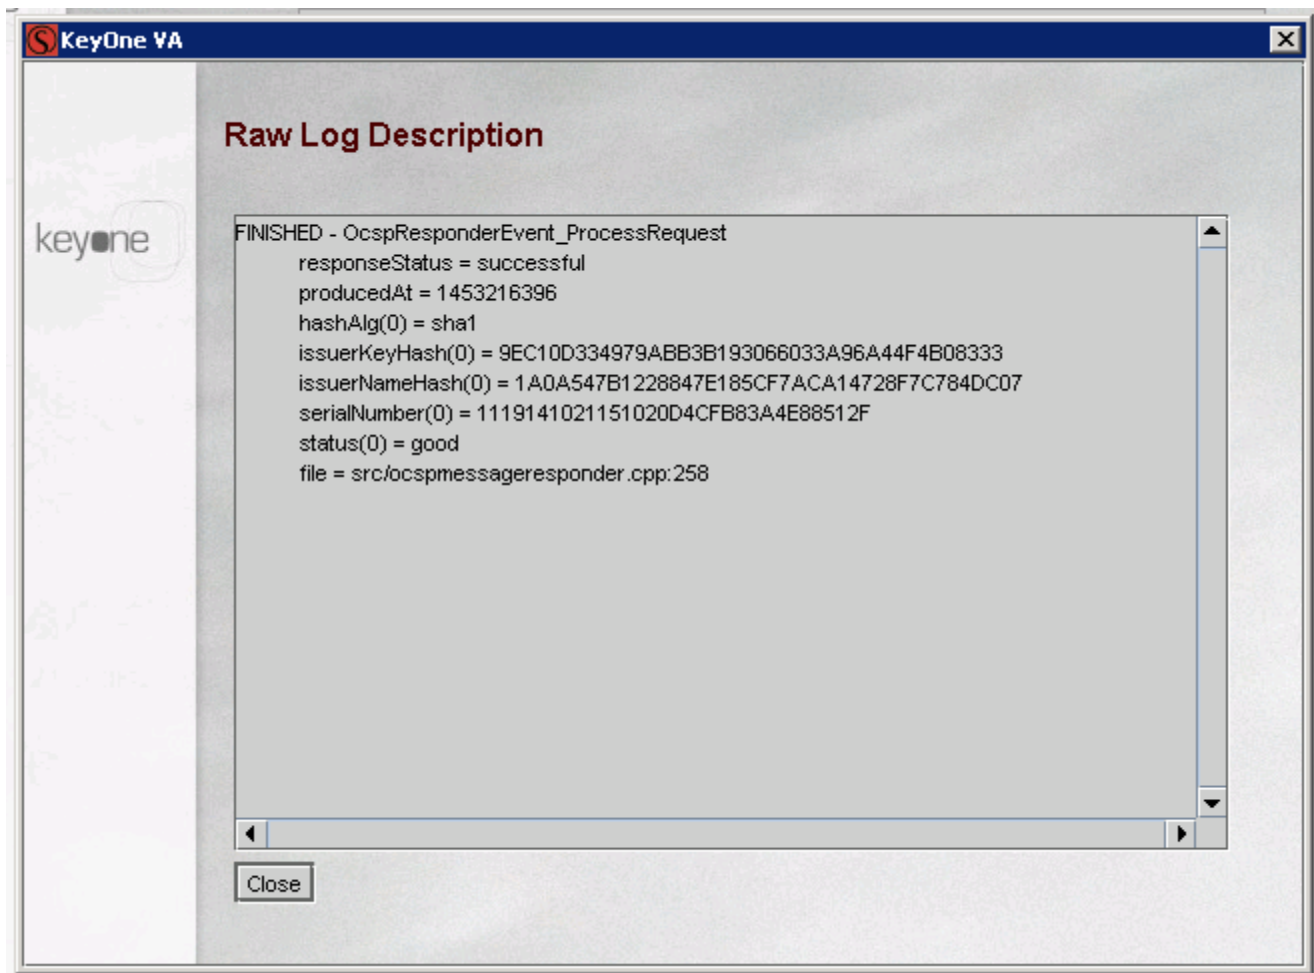 KeyOne VA
Raw Log Description
keyone
FINISHED - OcspResponderEvent_ProcessRequest
responseStatus = successful
producedAt = 1453216396
hashAlg(0) = sha1
issuerKeyHash(0) = 9EC10D334979ABB3B193066033A96A44F4B08333
issuerNameHash(0) = 1A0A547B1228847E185CF7ACA14728F7C784DC07
serialNumber(0) = 1119141021151020D4CFB83A4E88512F
status(0) = good
file = src/ocspmessageresponder.cpp:258
Close